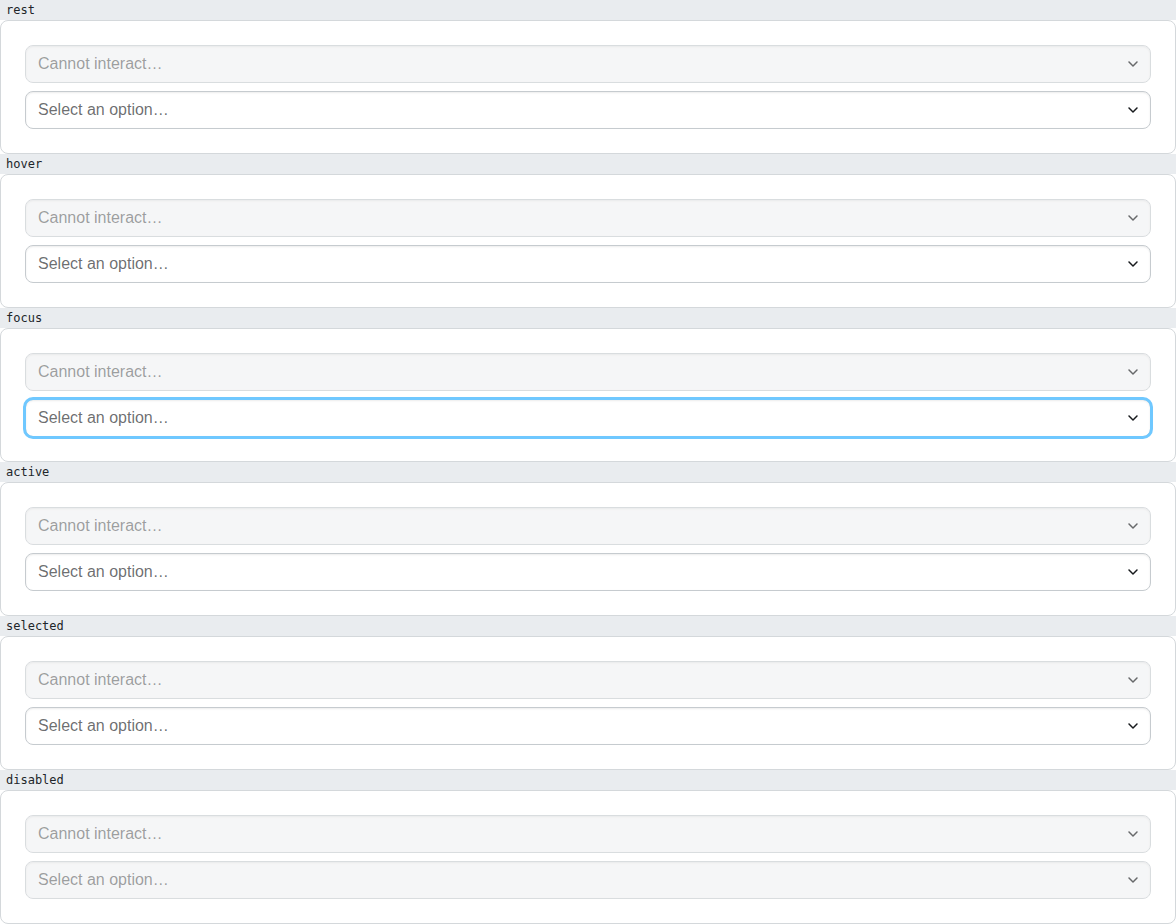 rest
Cannot interact…
Select an option…
hover
Cannot interact…
Select an option…
focus
Cannot interact…
Select an option…
active
Cannot interact…
Select an option…
selected
Cannot interact…
Select an option…
disabled
Cannot interact…
Select an option…